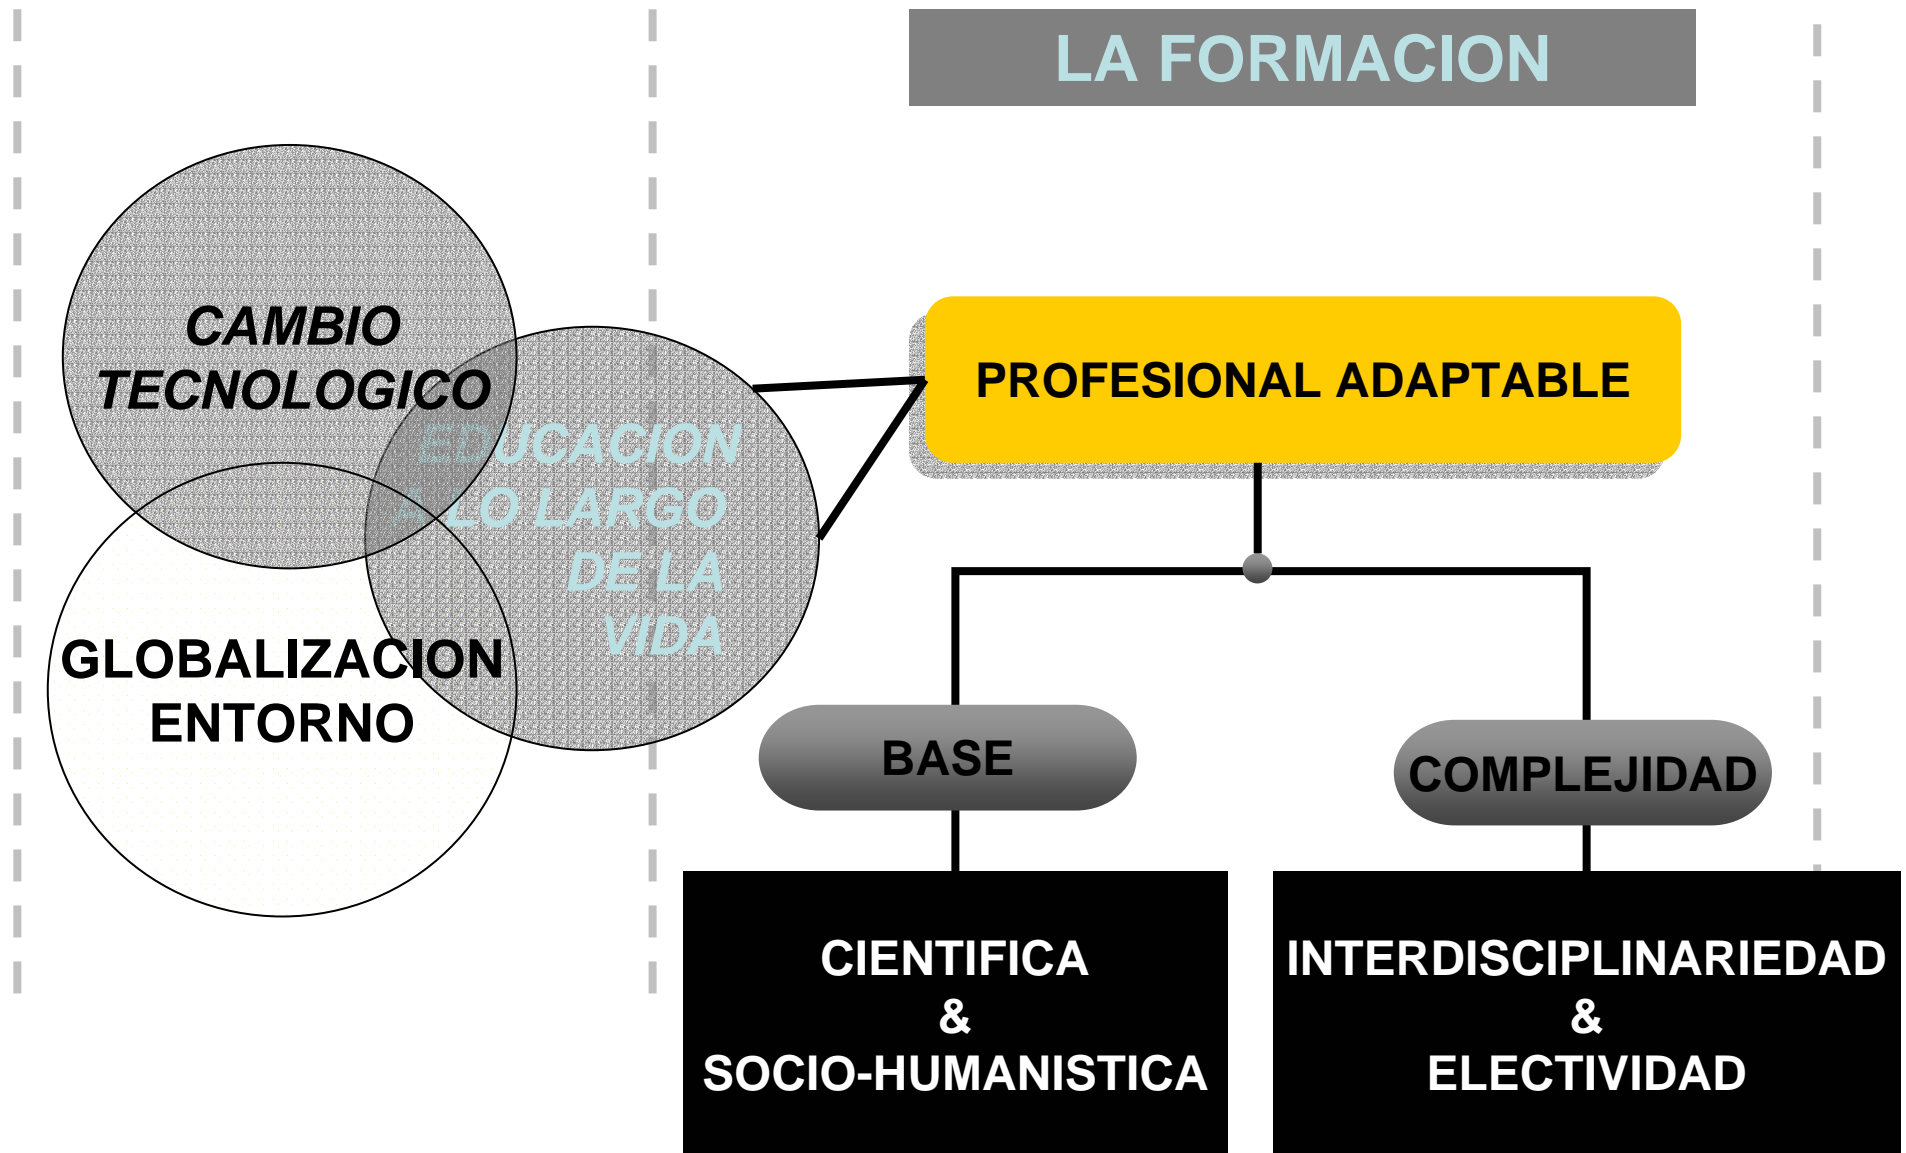 LA FORMACION
CAMBIO
TECNOLOGICO
EDUCACION
A LO LARGO
DE LA
VIDA
GLOBALIZACION
ENTORNO
PROFESIONAL ADAPTABLE
BASE
COMPLEJIDAD
CIENTIFICA
&
SOCIO-HUMANISTICA
INTERDISCIPLINARIEDAD
&
ELECTIVIDAD